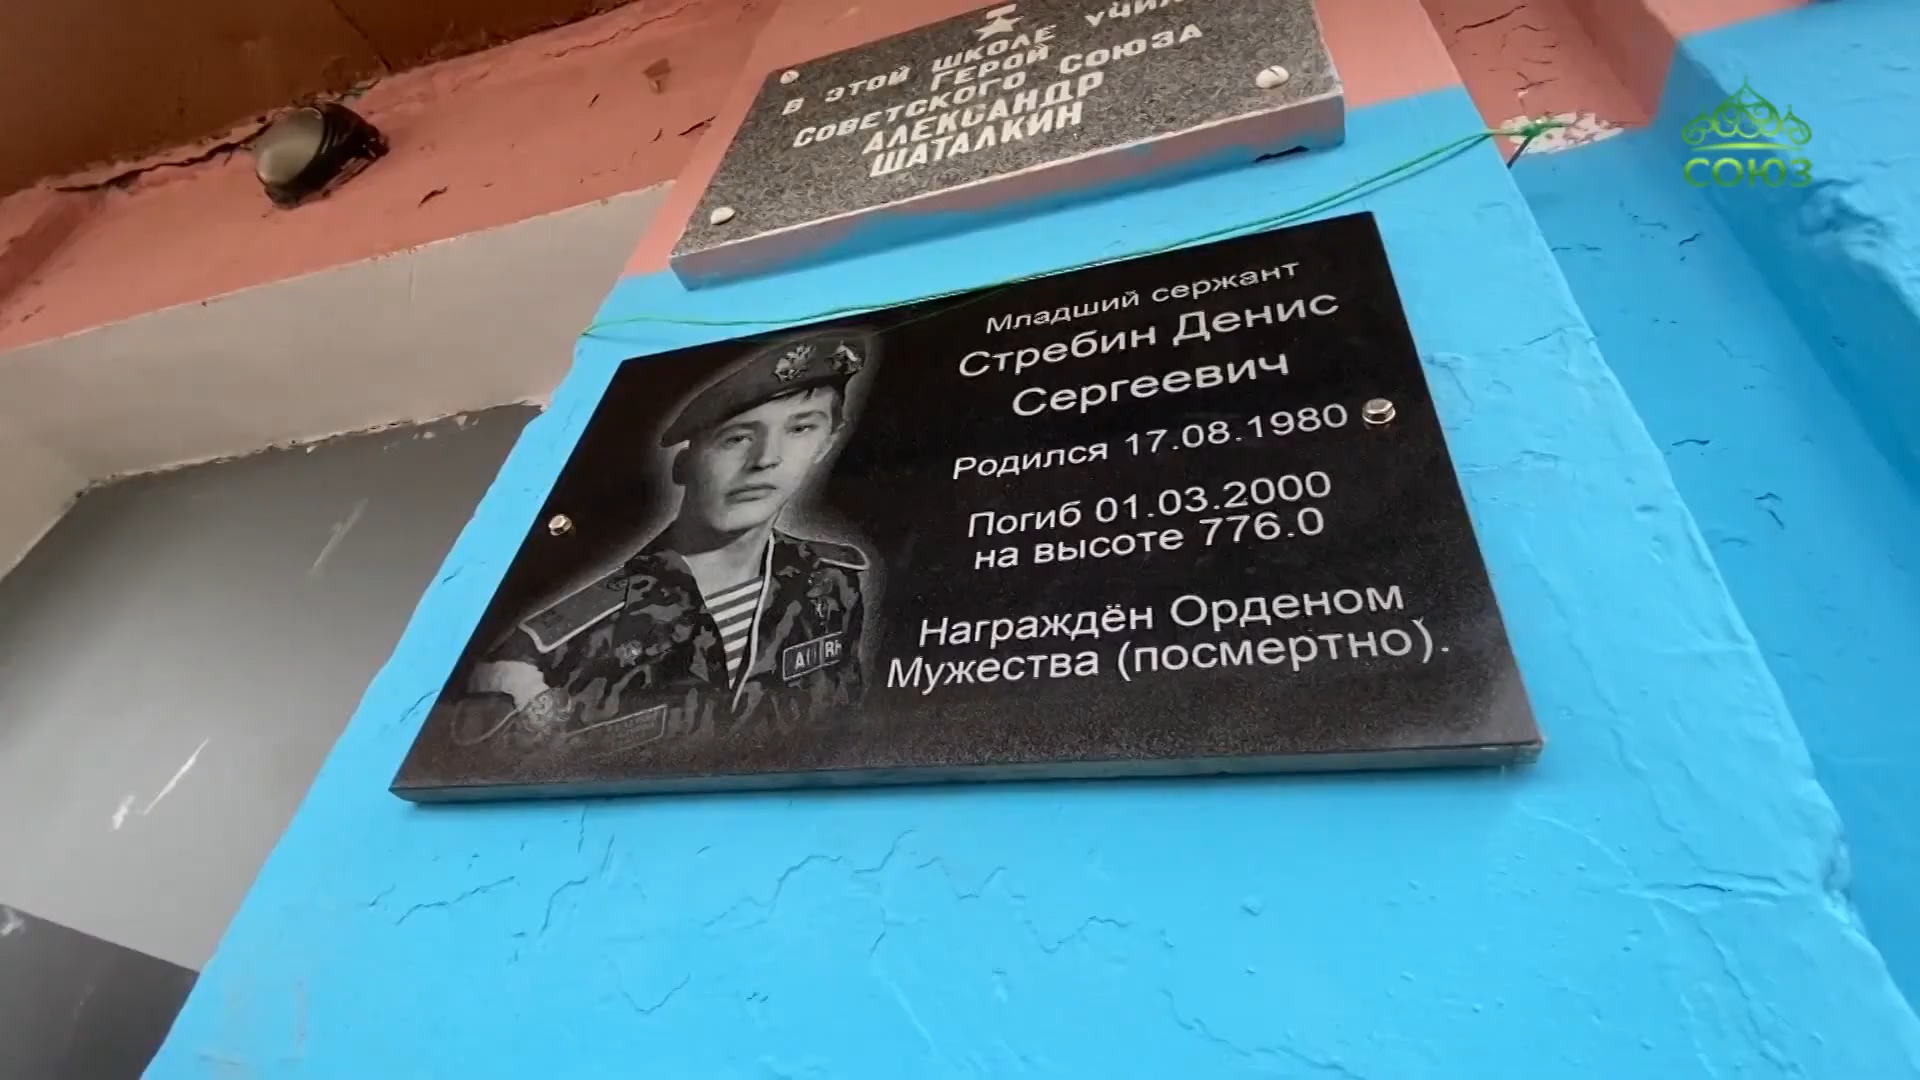 В ЭТОЙ ШКОЛЕ
ГЕРОЙ
СОВЕТСКОГО СОЮЗА
АЛЕКСАНДР
ШАТАЛКИН
СОЮЗ
Младший сержант
Стребин Денис
Сергеевич
Родился 17.08.1980
Погиб 01.03.2000
на высоте 776.0
Награждён Орденом
Мужества (посмертно).